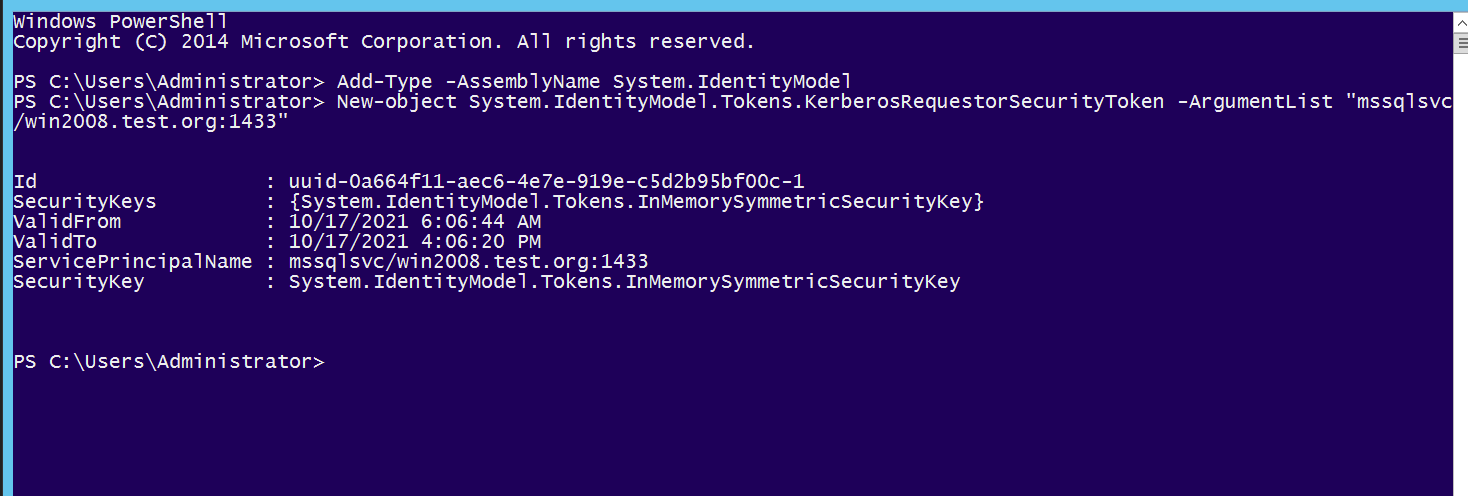 Windows PowerShell
Copyright (C) 2014 Microsoft Corporation. All rights reserved.
PS C:\Users\Administrator> Add-Type -AssemblyName System.IdentityModel
PS C:\Users\Administrator> New-object System.IdentityModel.Tokens.KerberosRequestorSecurityToken -ArgumentList "mssqlsvc
/win2008.test.org:1433"
Id : uuid-0a664f11-aec6-4e7e-919e-c5d2b95bf00c-1
SecurityKeys : {System.IdentityModel.Tokens.InMemorySymmetricSecurityKey}
ValidFrom : 10/17/2021 6:06:44 AM
ValidTo : 10/17/2021 4:06:20 PM
ServicePrincipalName : mssqlsvc/win2008.test.org:1433
SecurityKey : System.IdentityModel.Tokens.InMemorySymmetricSecurityKey
PS C:\Users\Administrator>